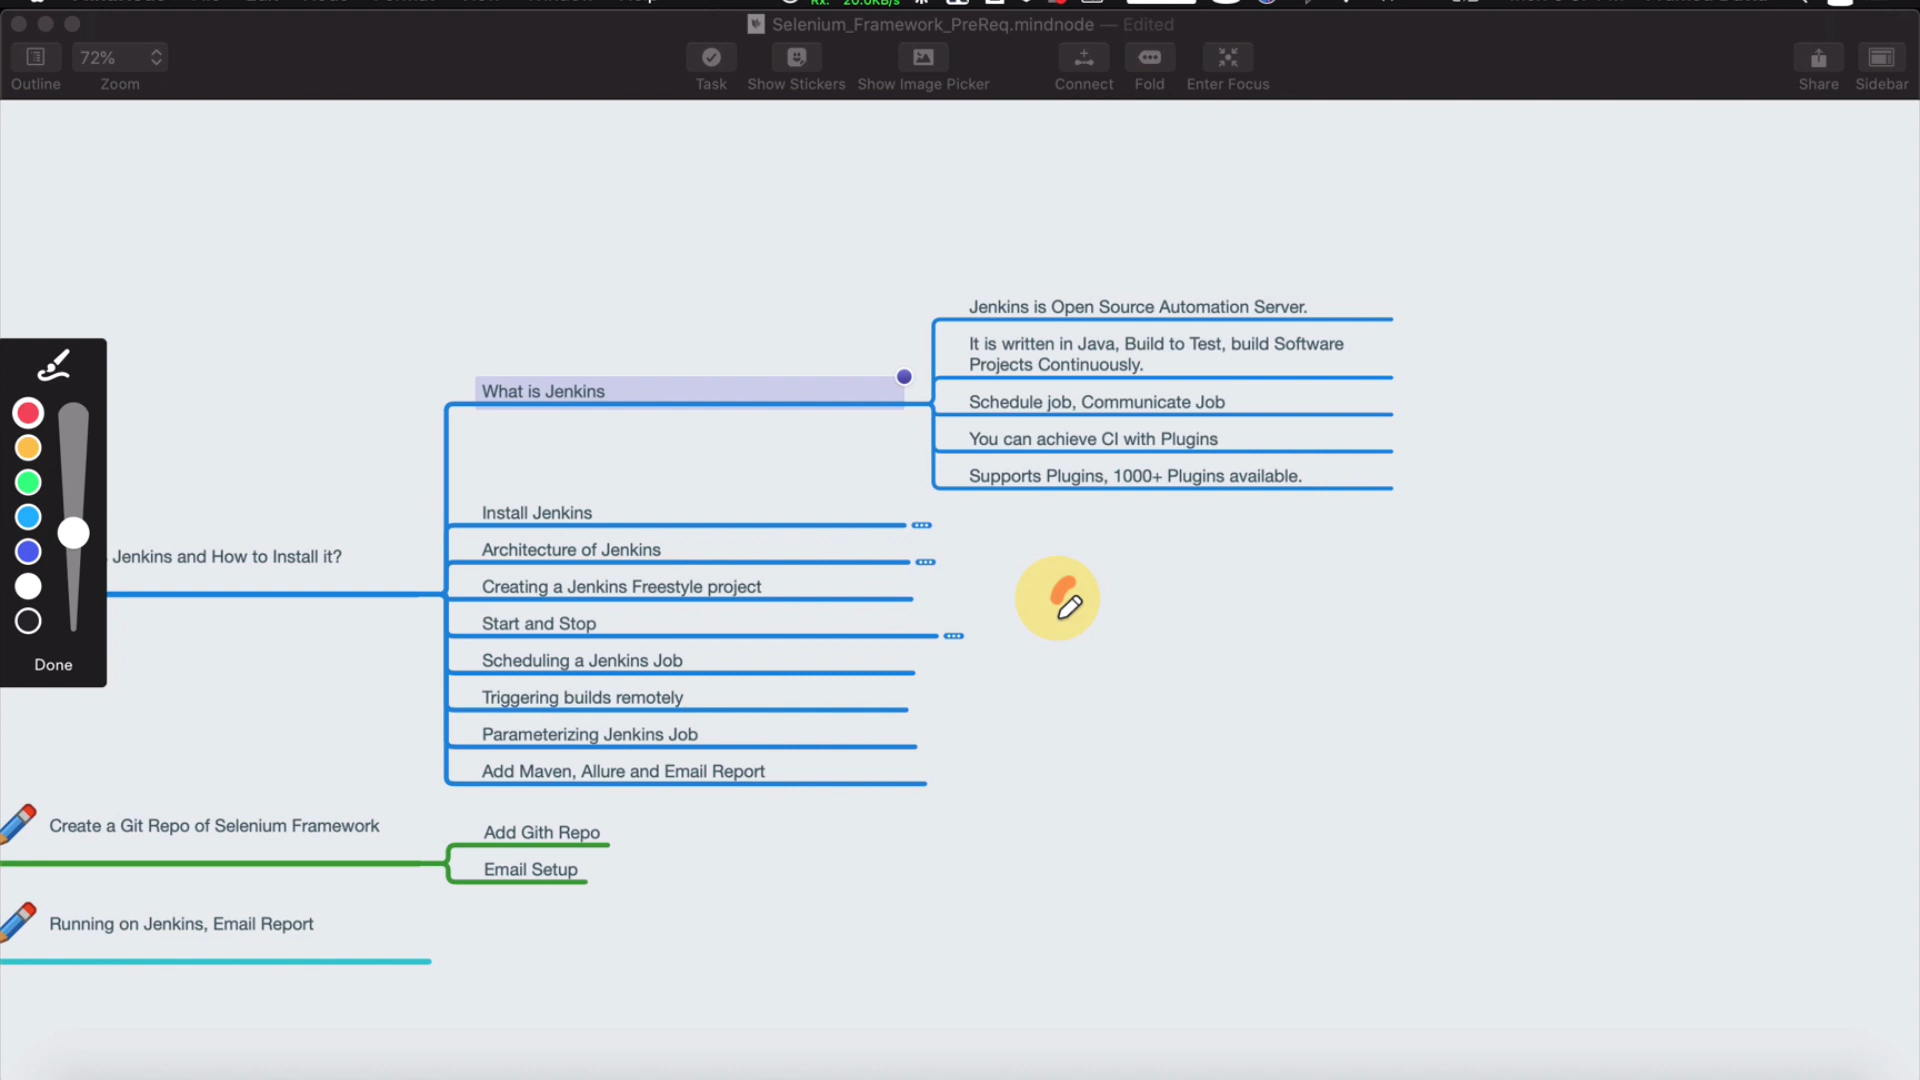 Rx: 20.0KB/s
Selenium_Framework_PreReq.mindnode — Edited
72%
Outline
Zoom
Task
Show Stickers
Show Image Picker
Connect
Fold
Enter Focus
Share
Sidebar
Jenkins is Open Source Automation Server.
It is written in Java, Build to Test, build Software
Projects Continuously.
What is Jenkins
Schedule job, Communicate Job
You can achieve CI with Plugins
Supports Plugins, 1000+ Plugins available.
Install Jenkins
Architecture of Jenkins
Jenkins and How to Install it?
Creating a Jenkins Freestyle project
Start and Stop
Scheduling a Jenkins Job
Done
Triggering builds remotely
Parameterizing Jenkins Job
Add Maven, Allure and Email Report
Create a Git Repo of Selenium Framework
Add Gith Repo
Email Setup
Running on Jenkins, Email Report